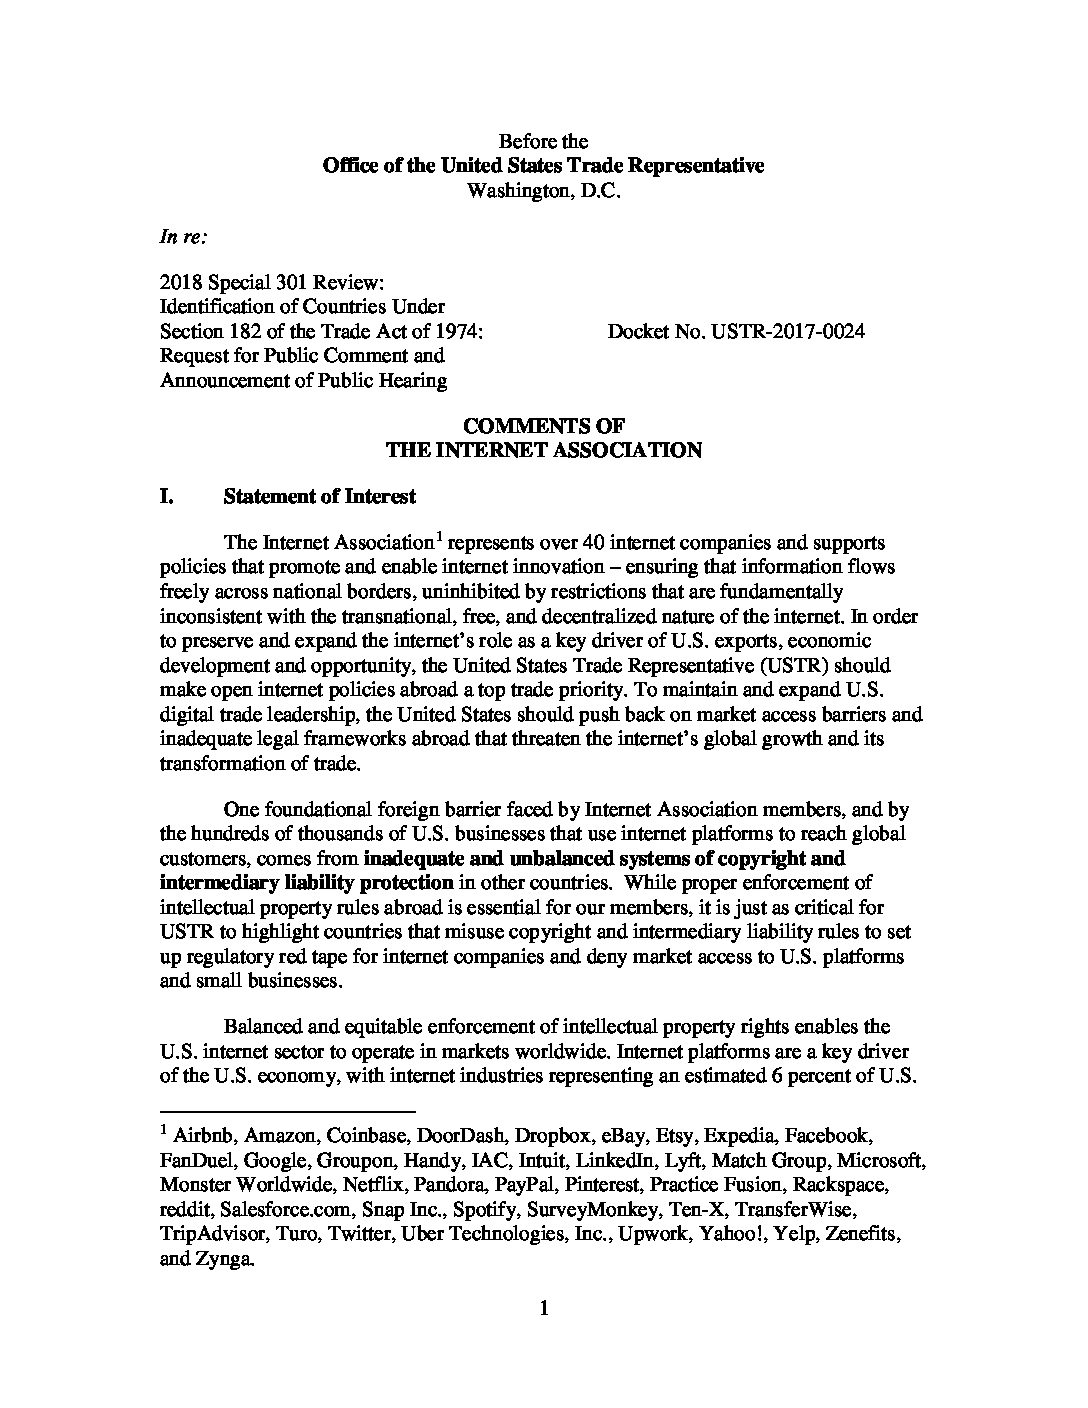 Before the
Office of the United States Trade Representative
Washington, D.C.
In re:
2018 Special 301 Review:
Identification of Countries Under
Section 182 of the Trade Act of 1974: Docket No. USTR-2017-0024
Request for Public Comment and
Announcement of Public Hearing
COMMENTS OF
THE INTERNET ASSOCIATION
I. Statement of Interest
The Internet Association1 represents over 40 internet companies and supports
policies that promote and enable internet innovation – ensuring that information flows
freely across national borders, uninhibited by restrictions that are fundamentally
inconsistent with the transnational, free, and decentralized nature of the internet. In order
to preserve and expand the internet’s role as a key driver of U.S. exports, economic
development and opportunity, the United States Trade Representative (USTR) should
make open internet policies abroad a top trade priority. To maintain and expand U.S.
digital trade leadership, the United States should push back on market access barriers and
inadequate legal frameworks abroad that threaten the internet’s global growth and its
transformation of trade.
One foundational foreign barrier faced by Internet Association members, and by
the hundreds of thousands of U.S. businesses that use internet platforms to reach global
customers, comes from inadequate and unbalanced systems of copyright and
intermediary liability protection in other countries. While proper enforcement of
intellectual property rules abroad is essential for our members, it is just as critical for
USTR to highlight countries that misuse copyright and intermediary liability rules to set
up regulatory red tape for internet companies and deny market access to U.S. platforms
and small businesses.
Balanced and equitable enforcement of intellectual property rights enables the
U.S. internet sector to operate in markets worldwide. Internet platforms are a key driver
of the U.S. economy, with internet industries representing an estimated 6 percent of U.S.
1 Airbnb, Amazon, Coinbase, DoorDash, Dropbox, eBay, Etsy, Expedia, Facebook,
FanDuel, Google, Groupon, Handy, IAC, Intuit, LinkedIn, Lyft, Match Group, Microsoft,
Monster Worldwide, Netflix, Pandora, PayPal, Pinterest, Practice Fusion, Rackspace,
reddit, Salesforce.com, Snap Inc., Spotify, SurveyMonkey, Ten-X, TransferWise,
TripAdvisor, Turo, Twitter, Uber Technologies, Inc., Upwork, Yahoo!, Yelp, Zenefits,
and Zynga.
1